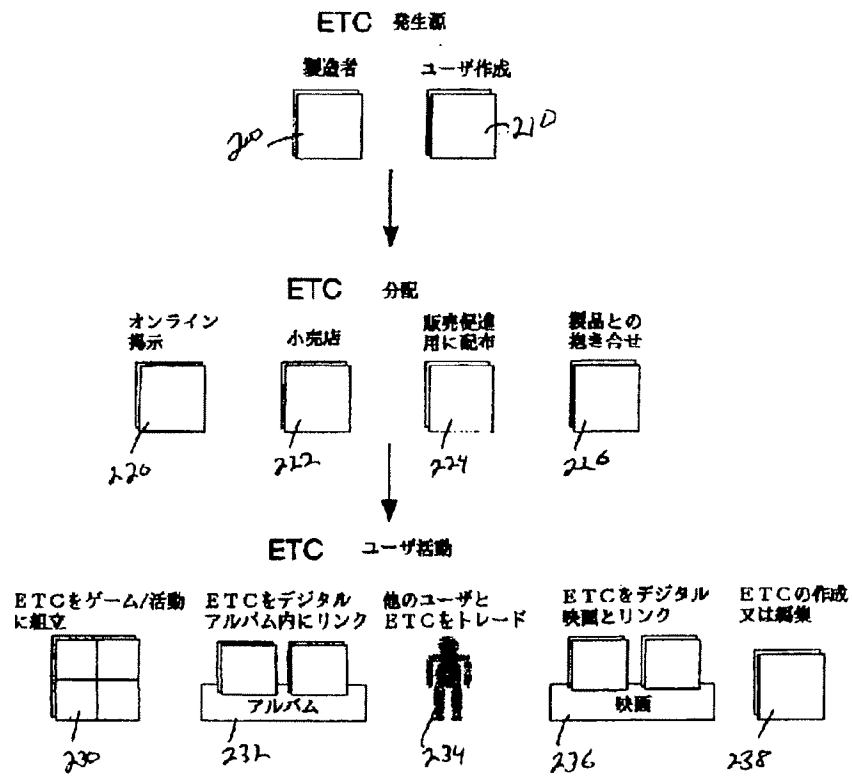 ETC 発生源
製造者 ユーザ作成
200 210
ETC 分配
オンライン
掲示
小売店
販売促進
用に配布
製品との
抱き合せ
220 222 224 226
ETC ユーザ活動
ETCをゲーム/活動
に組立
ETCをデジタル
アルバム内にリンク
他のユーザと
ETCをトレード
ETCをデジタル
映画とリンク
ETCの作成
又は編集
アルバム 映画
230 232 234 236 238